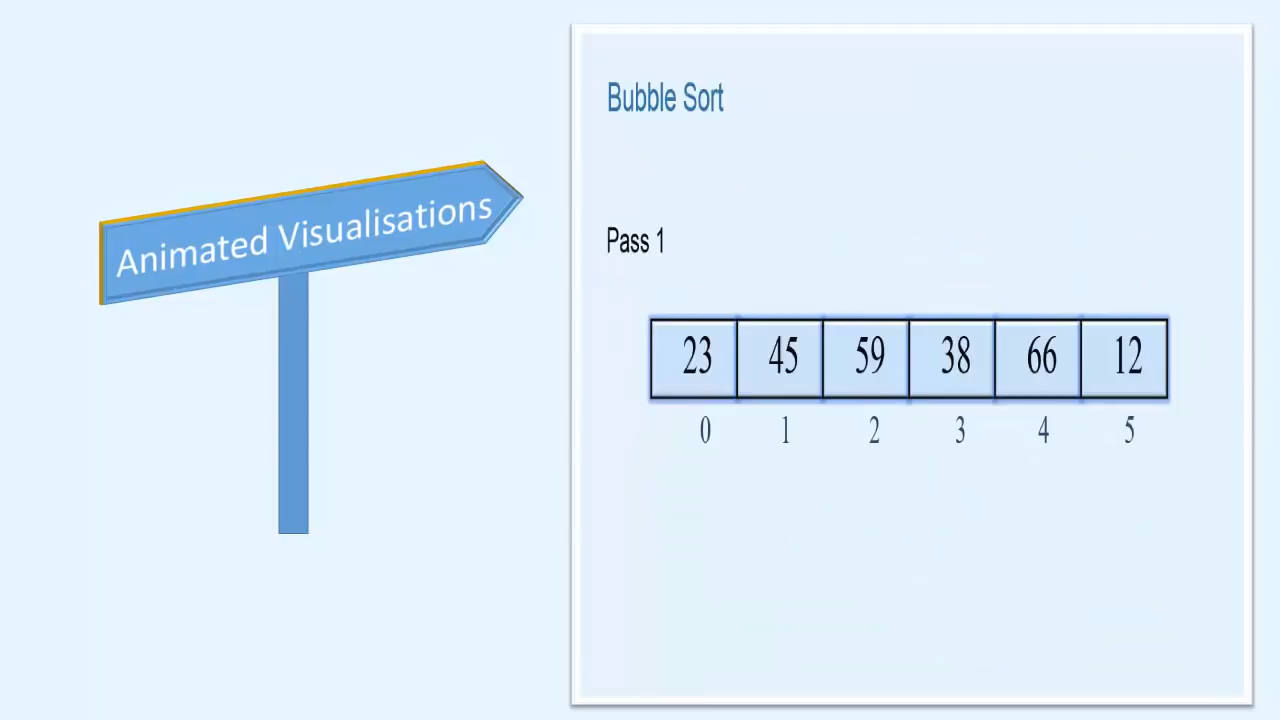 Animated Visualisations
Bubble Sort
Pass 1
23 45 59 38 66 12
0 1 2 3 4 5